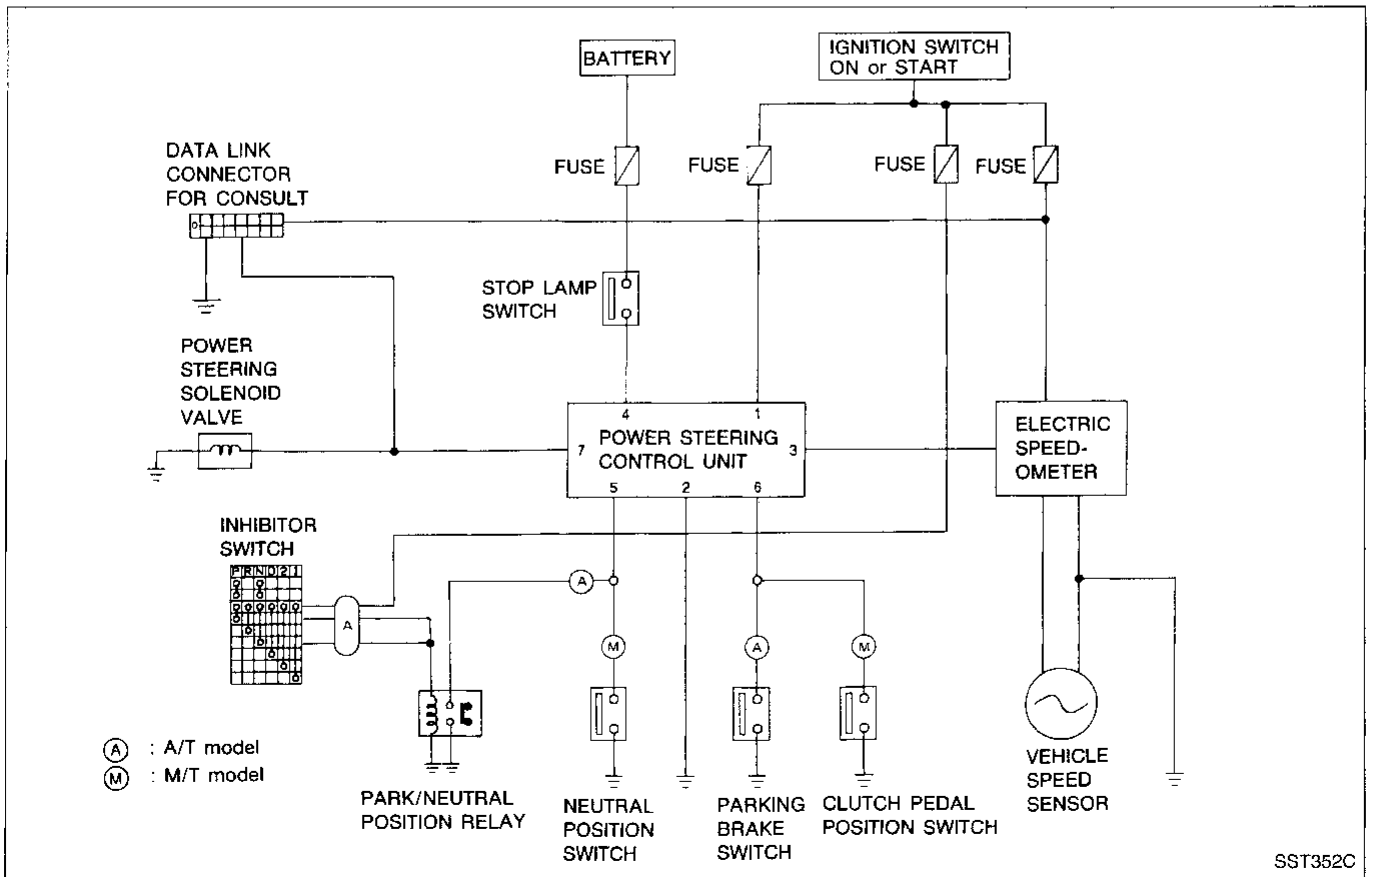 BATTERY
IGNITION SWITCH
ON or START
DATA LINK
CONNECTOR
FOR CONSULT
FUSE
FUSE
FUSE
FUSE
STOP LAMP
SWITCH
POWER
STEERING
SOLENOID
VALVE
4
1
POWER STEERING
CONTROL UNIT
7
3
5
2
6
ELECTRIC
SPEED-
OMETER
INHIBITOR
SWITCH
P R N D 2 1
A
A
M
A
M
A : A/T model
M : M/T model
PARK/NEUTRAL
POSITION RELAY
NEUTRAL
POSITION
SWITCH
PARKING
BRAKE
SWITCH
CLUTCH PEDAL
POSITION SWITCH
VEHICLE
SPEED
SENSOR
SST352C